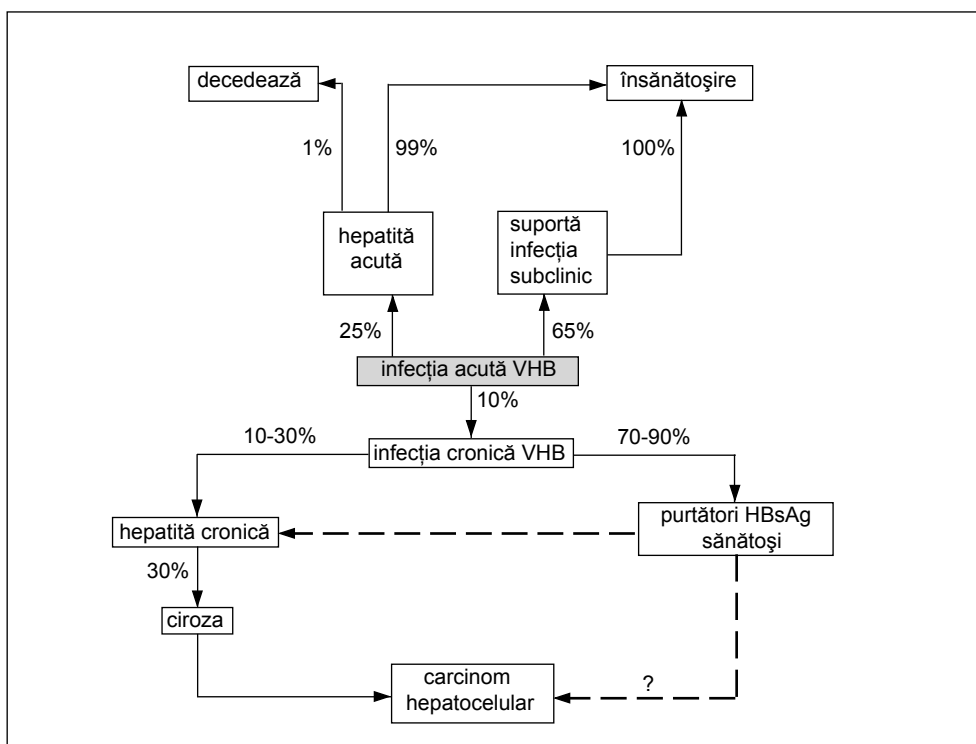 decedează
însănătoşire
1%
99%
100%
hepatită
acută
suportă
infecția
subclinic
25%
65%
infecția acută VHB
10%
10-30%
infecția cronică VHB
70-90%
hepatită cronică
purtători HBsAg
sănătoşi
30%
ciroza
carcinom
hepatocelular
?